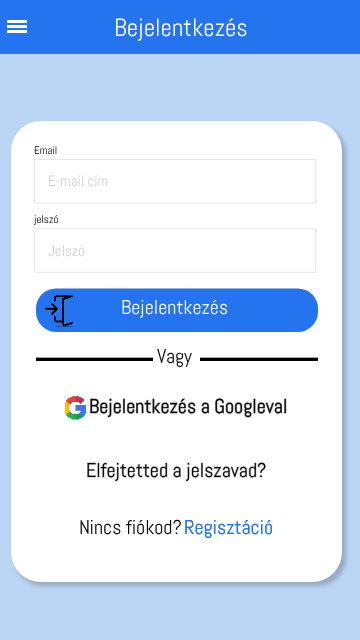 Bejelentkezés
Email
E-mail cím
jelszó
Jelszó
Bejelentkezés
Vagy
Bejelentkezés a Googleval
Elfejtetted a jelszavad?
Nincs fiókod? Regisztáció